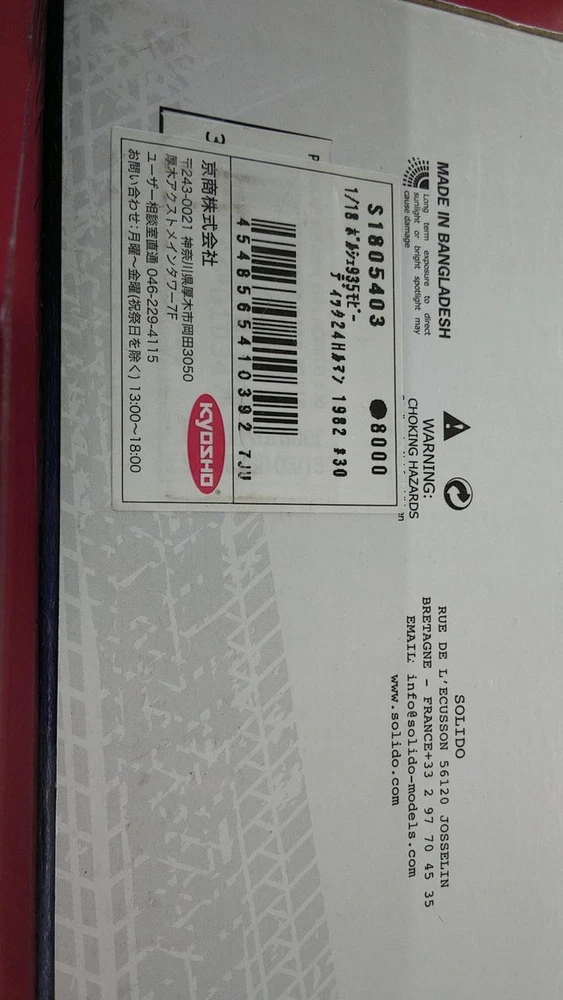 MADE IN BANGLADESH
Long term exposure to direct
sunlight or bright spotlight may
cause damage
WARNING:
CHOKING HAZARDS
SOLIDO
RUE DE L'ECUSSON 56120 JOSSELIN
BRETAGNE - FRANCE+33 2 97 70 45 35
EMAIL: info@solido-models.com
www.solido.com
P
3
S1805403 ●8000
1/18 ﾎﾟﾙｼｪ935ﾓﾋﾞｰ
ﾃﾞｨｱｸ24Hﾙﾏﾝ 1982 #30
4548565410392 7JU
京商株式会社
KYOSHO®
〒243-0021 神奈川県厚木市岡田3050
厚木アクストメインタワー7F
ユーザー相談室直通 046-229-4115
お問い合わせ:月曜〜金曜(祝祭日を除く) 13:00〜18:00